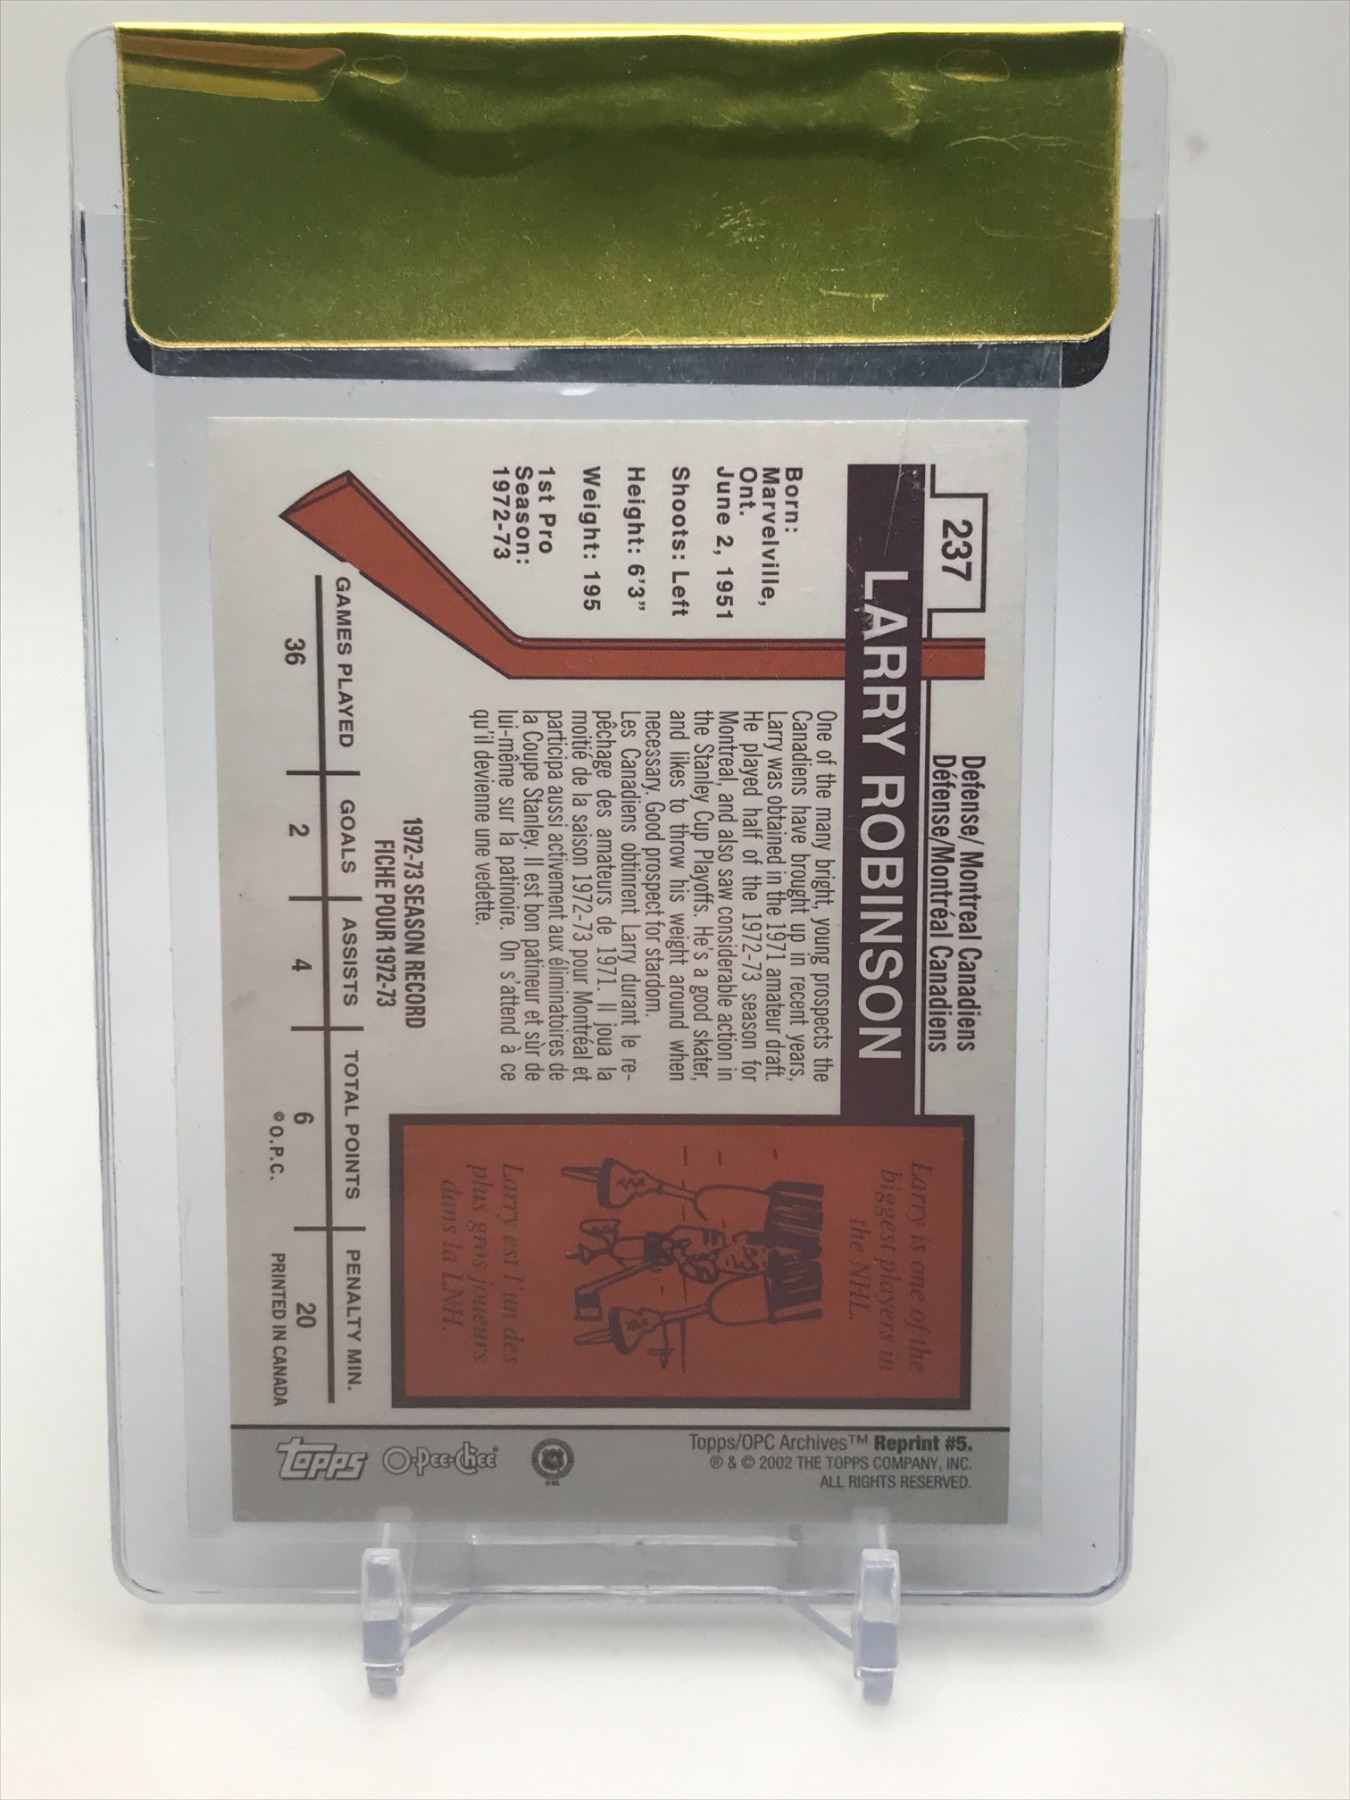 237
Defense/ Montreal Canadiens
Défense/Montréal Canadiens
LARRY ROBINSON
Born:
Marvelville,
Ont.
June 2, 1951
Shoots: Left
Height: 6'3"
Weight: 195
1st Pro
Season:
1972-73
One of the many bright, young prospects the
Canadiens have brought up in recent years,
Larry was obtained in the 1971 amateur draft.
He played half of the 1972-73 season for
Montreal, and also saw considerable action in
the Stanley Cup Playoffs. He's a good skater,
and likes to throw his weight around when
necessary. Good prospect for stardom.
Les Canadiens obtinrent Larry durant le re-
pêchage des amateurs de 1971. Il joua la
moitié de la saison 1972-73 pour Montréal et
participa aussi activement aux éliminatoires de
la Coupe Stanley. Il est bon patineur et sûr de
lui-même sur la patinoire. On s'attend à ce
qu'il devienne une vedette.
Larry is one of the
biggest players in
the NHL.
Larry est l'un des
plus gros joueurs
dans la LNH.
1972-73 SEASON RECORD
FICHE POUR 1972-73
GAMES PLAYED GOALS ASSISTS TOTAL POINTS PENALTY MIN.
36 2 4 6 20
© O.P.C. PRINTED IN CANADA
Topps/OPC Archives™ Reprint #5.
® & © 2002 THE TOPPS COMPANY, INC.
ALL RIGHTS RESERVED.
O-Pee-Chee®
Topps